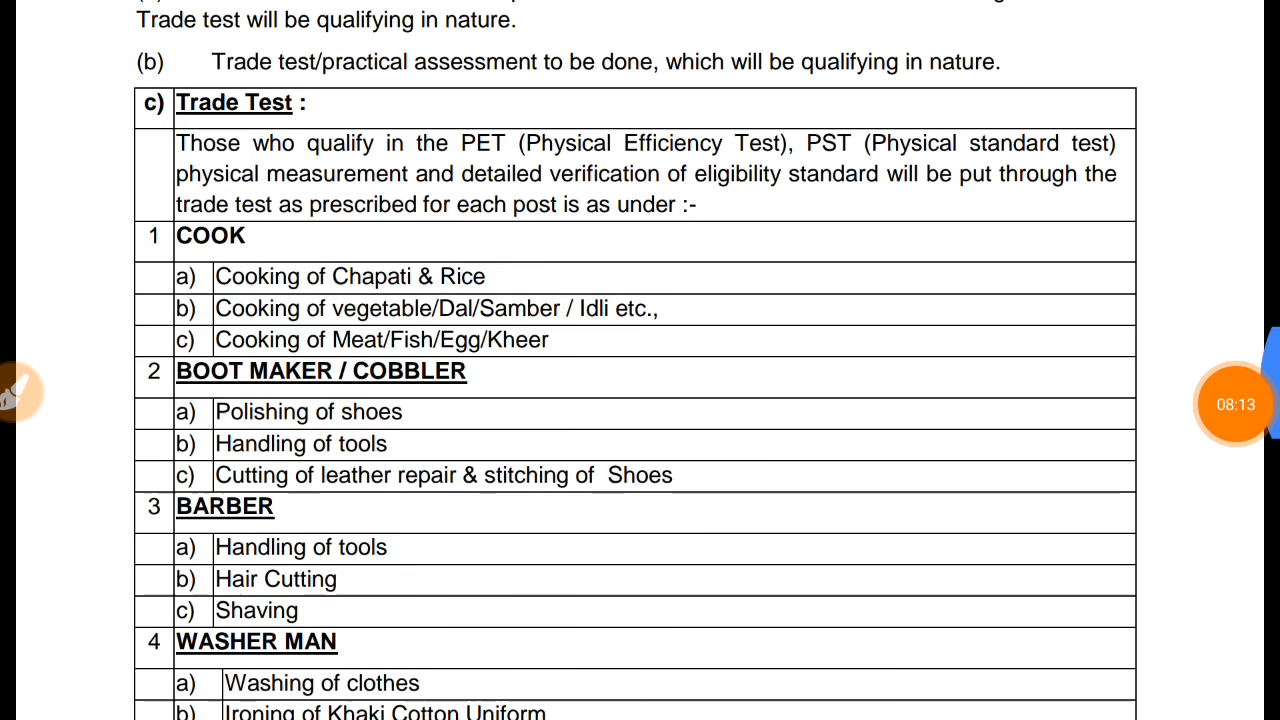 Trade test will be qualifying in nature.
(b) Trade test/practical assessment to be done, which will be qualifying in nature.
c) Trade Test :
Those who qualify in the PET (Physical Efficiency Test), PST (Physical standard test)
physical measurement and detailed verification of eligibility standard will be put through the
trade test as prescribed for each post is as under :-
1 COOK
a) Cooking of Chapati & Rice
b) Cooking of vegetable/Dal/Samber / Idli etc.,
c) Cooking of Meat/Fish/Egg/Kheer
2 BOOT MAKER / COBBLER
a) Polishing of shoes
b) Handling of tools
08:13
c) Cutting of leather repair & stitching of Shoes
3 BARBER
a) Handling of tools
b) Hair Cutting
c) Shaving
4 WASHER MAN
a) Washing of clothes
b) Ironing of Khaki Cotton Uniform